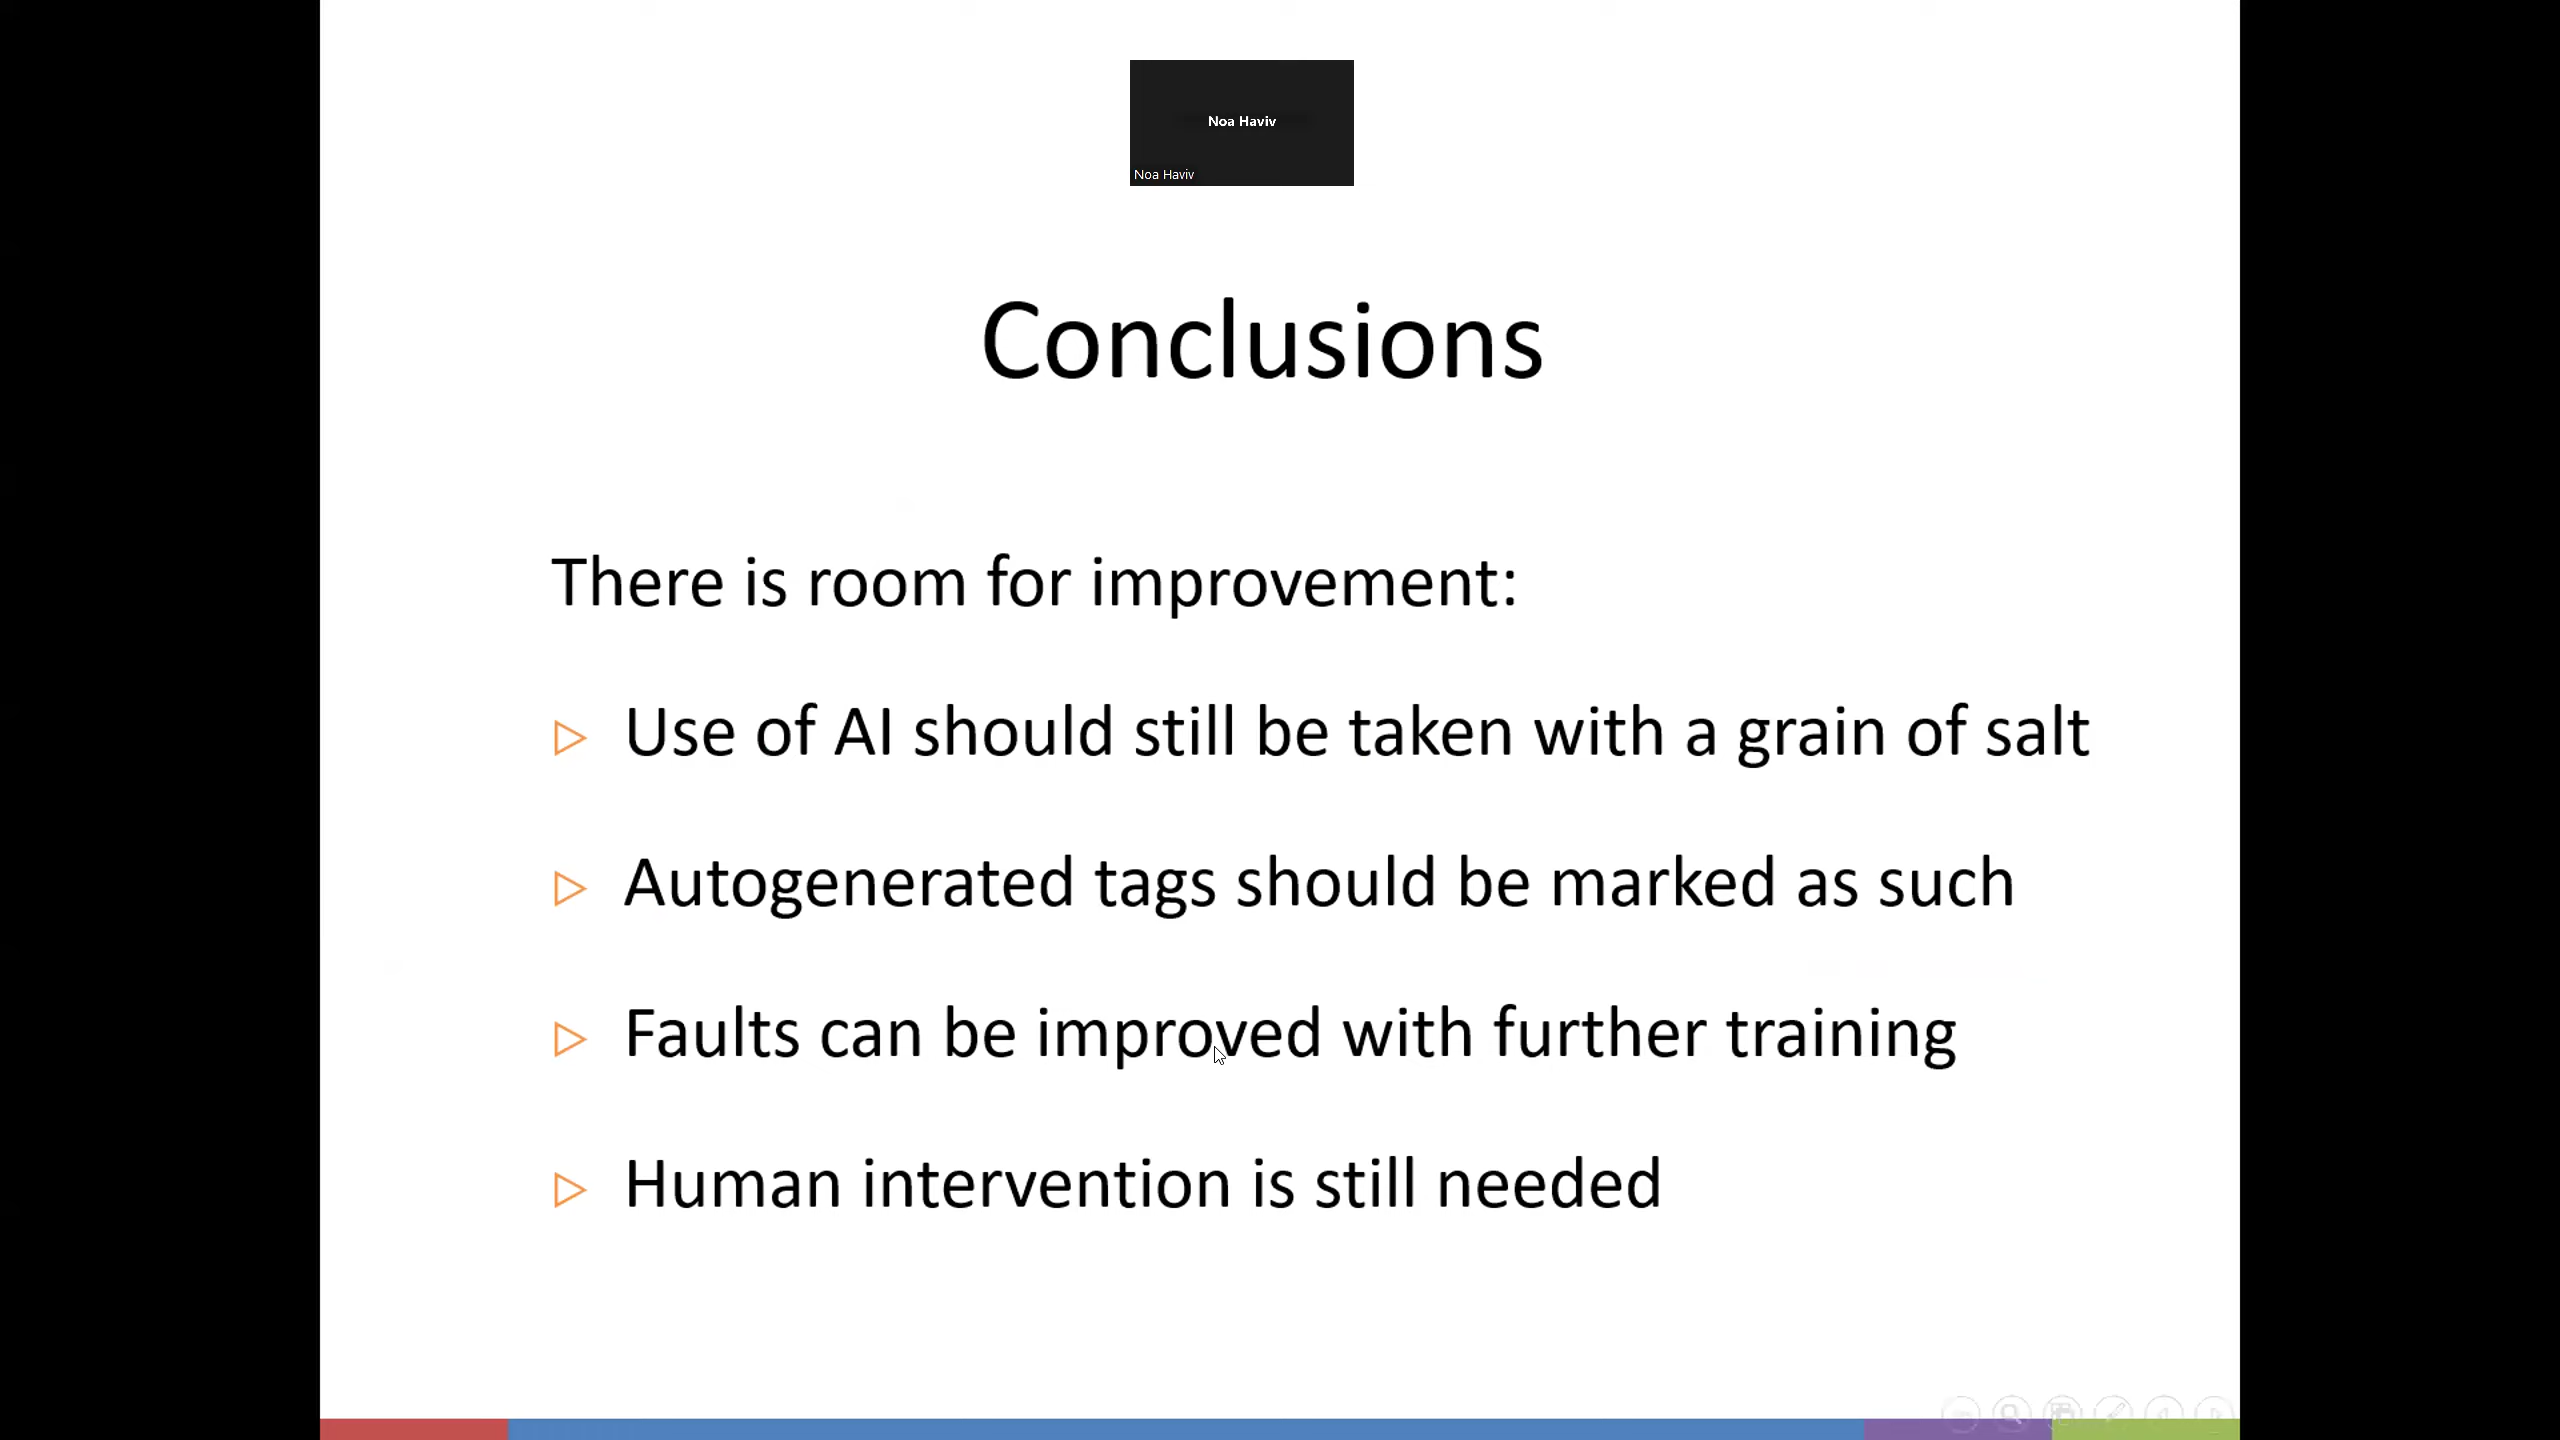 Noa Haviv
Noa Haviv
Conclusions
There is room for improvement:
Use of AI should still be taken with a grain of salt
Autogenerated tags should be marked as such
Faults can be improved with further training
Human intervention is still needed